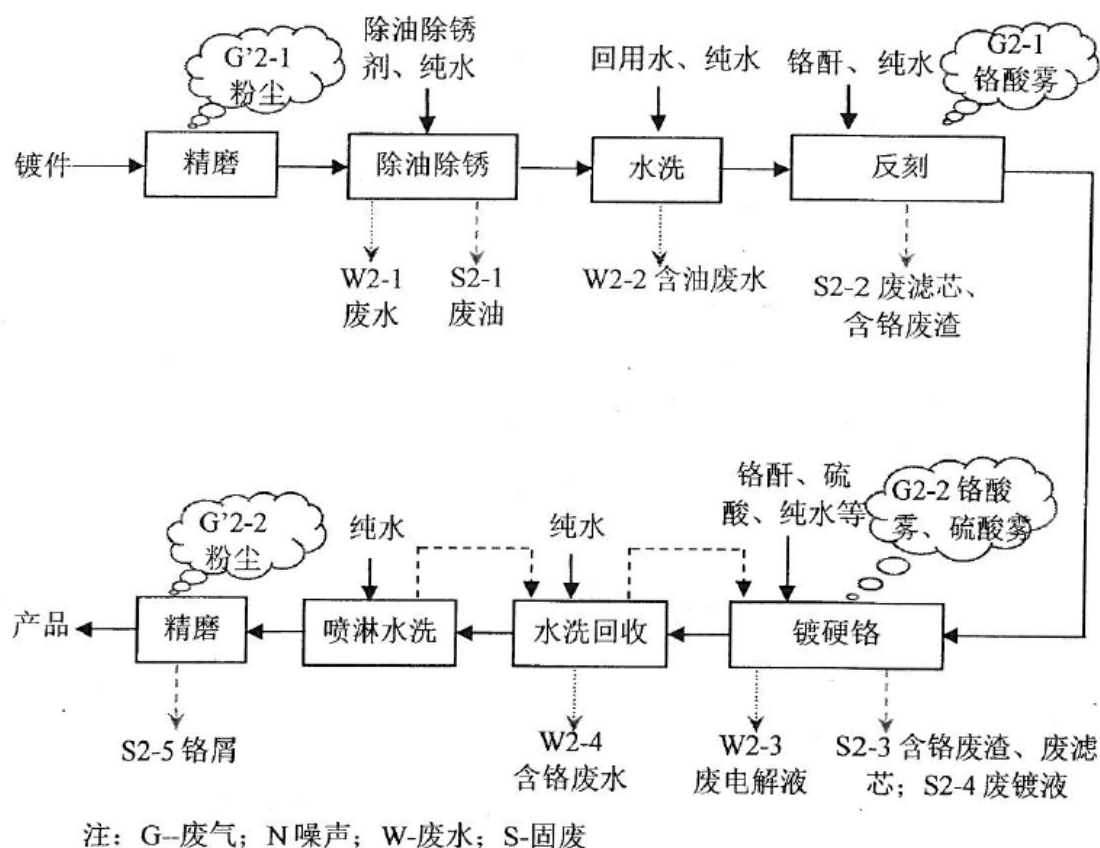 G’2-1
粉尘
除油除锈
剂、纯水
回用水、纯水
铬酐、纯水
G2-1
铬酸雾
镀件
精磨
除油除锈
水洗
反刻
W2-1
废水
S2-1
废油
W2-2 含油废水
S2-2 废滤芯、
含铬废渣
G’2-2
粉尘
纯水
纯水
铬酐、硫
酸、纯水等
G2-2 铬酸
雾、硫酸雾
产品
精磨
喷淋水洗
水洗回收
镀硬铬
S2-5 铬屑
W2-4
含铬废水
W2-3
废电解液
S2-3 含铬废渣、废滤
芯；S2-4 废镀液
注：G--废气；N 噪声；W-废水；S-固废